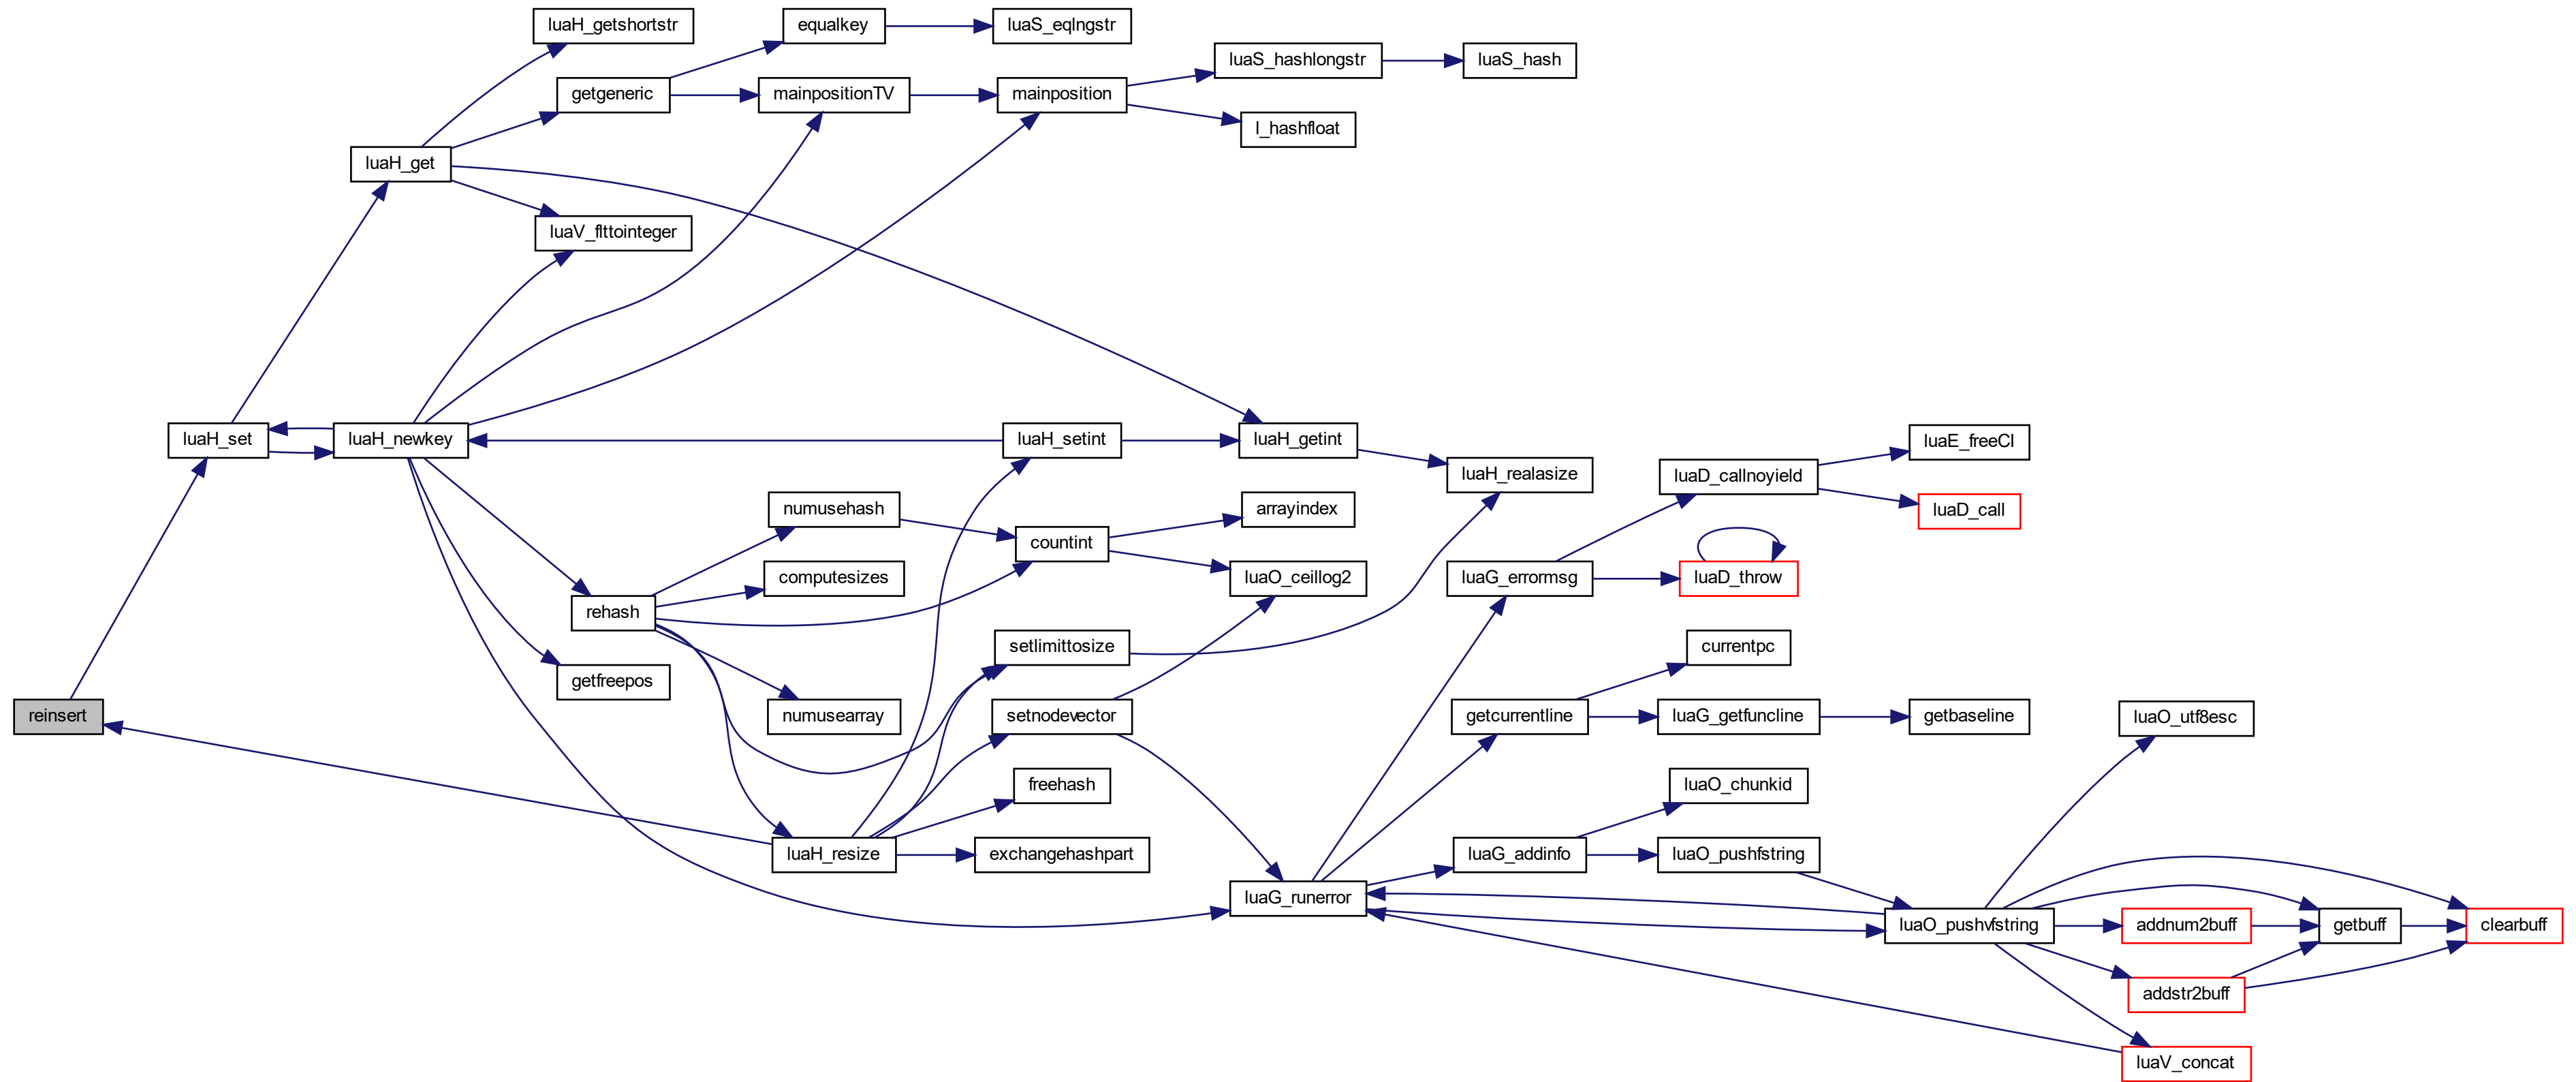 luaH_getshortstr
equalkey
luaS_eqlngstr
luaS_hashlongstr
luaS_hash
getgeneric
mainpositionTV
mainposition
l_hashfloat
luaH_get
luaV_flttointeger
luaH_set
luaH_newkey
luaH_setint
luaH_getint
luaE_freeCI
luaH_realasize
luaD_callnoyield
numusehash
arrayindex
luaD_call
countint
computesizes
luaO_ceillog2
luaG_errormsg
luaD_throw
rehash
setlimittosize
currentpc
getfreepos
reinsert
numusearray
setnodevector
getcurrentline
luaG_getfuncline
getbaseline
luaO_utf8esc
freehash
luaO_chunkid
luaH_resize
exchangehashpart
luaG_addinfo
luaO_pushfstring
luaG_runerror
luaO_pushvfstring
addnum2buff
getbuff
clearbuff
addstr2buff
luaV_concat